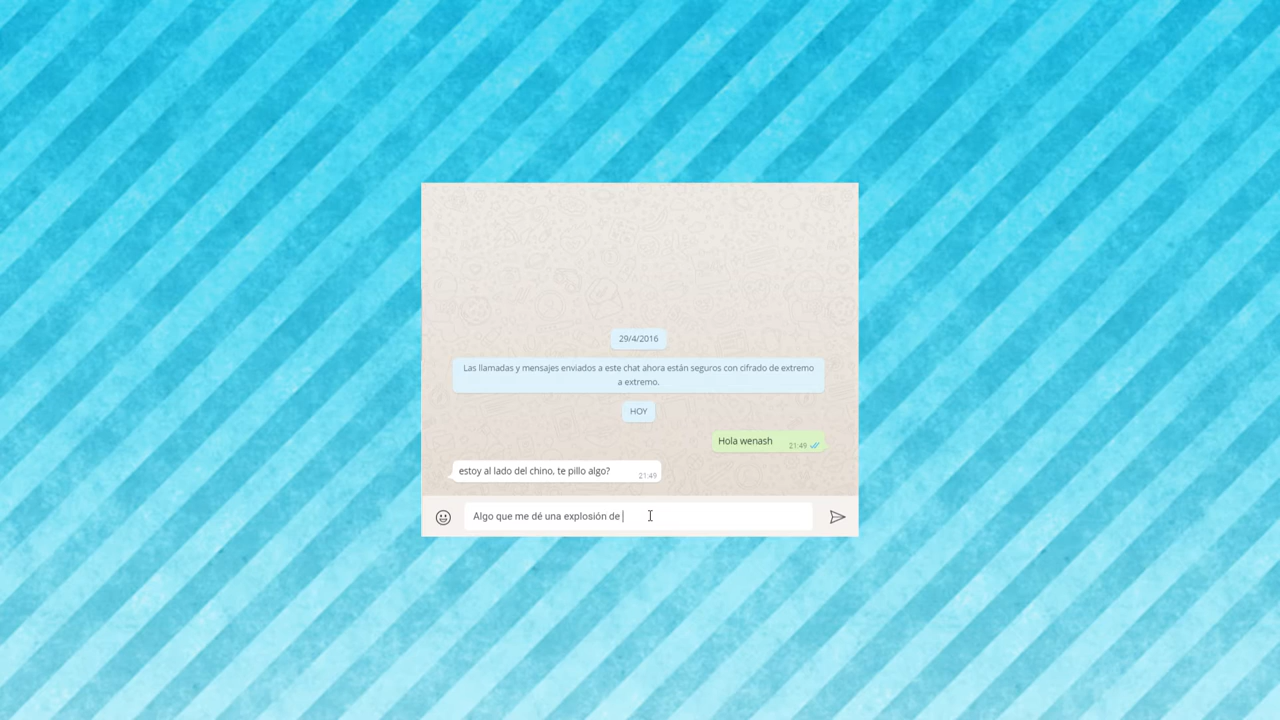 29/4/2016
Las llamadas y mensajes enviados a este chat ahora están seguros con cifrado de extremo
a extremo.
HOY
Hola wenash 21:49
estoy al lado del chino, te pillo algo? 21:49
Algo que me dé una explosión de